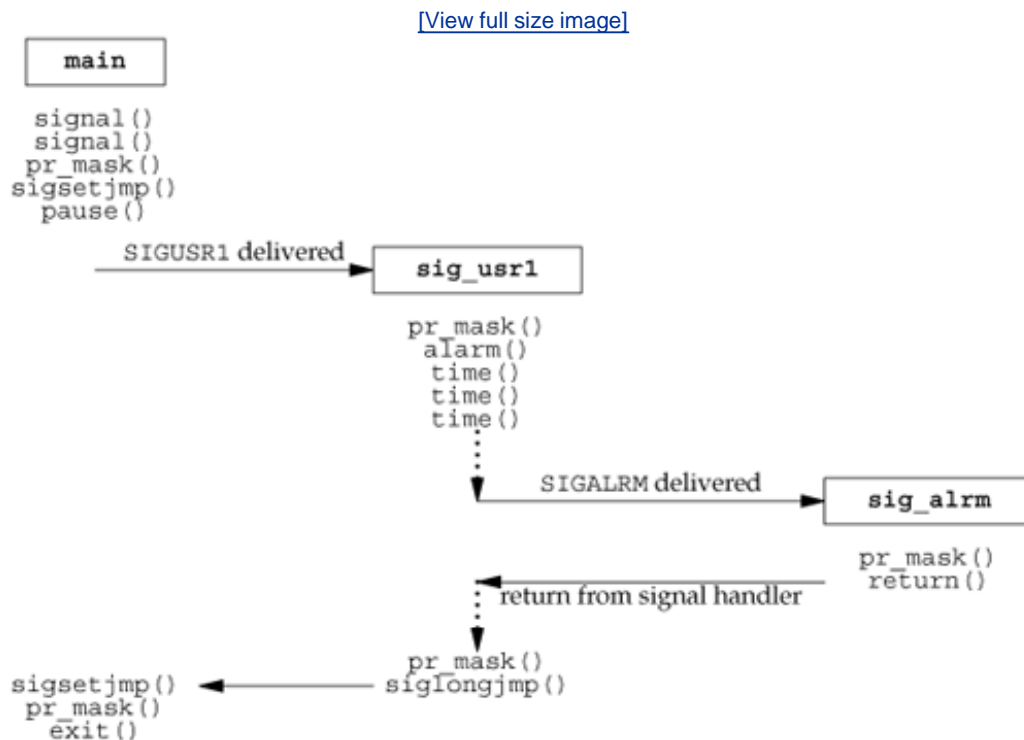 [View full size image]
main
signal()
signal()
pr_mask()
sigsetjmp()
pause()
SIGUSR1 delivered
sig_usr1
pr_mask()
alarm()
time()
time()
time()
SIGALRM delivered
sig_alrm
pr_mask()
return()
return from signal handler
pr_mask()
siglongjmp()
sigsetjmp()
pr_mask()
exit()